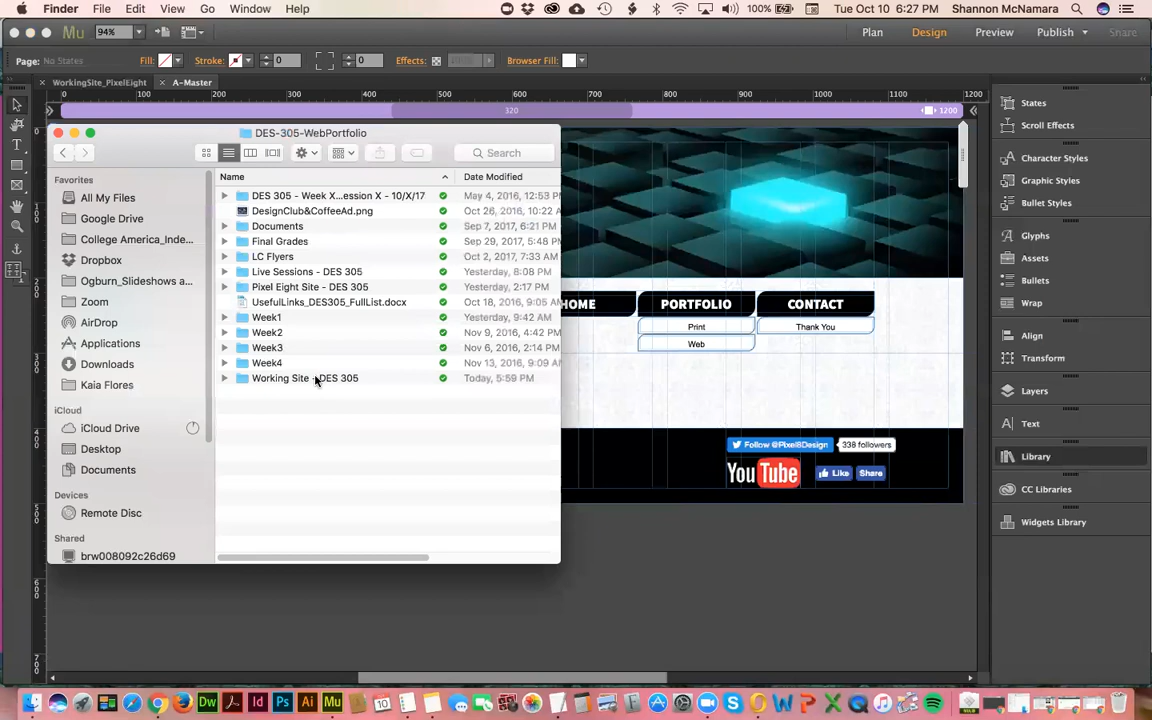 Finder File Edit View Go Window Help
100% Tue Oct 10 6:27 PM Shannon McNamara
Mu 94% Plan Design Preview Publish Share
Page: No States Fill: Stroke: 0 0 Effects: Browser Fill:
WorkingSite_PixelEight A-Master
0 100 200 300 400 500 600 700 800 900 1000 1100 1200
320 1200
DES-305-WebPortfolio
Search
Name Date Modified
Favorites
All My Files
Google Drive
College America_Inde...
Dropbox
Ogburn_Slideshows a...
Zoom
AirDrop
Applications
Downloads
Kaia Flores
iCloud
iCloud Drive
Desktop
Documents
Devices
Remote Disc
Shared
brw008092c26d69
DES 305 - Week X...ession X - 10/X/17 May 4, 2016, 12:53 P
DesignClub&CoffeeAd.png Oct 26, 2016, 10:22
Documents Sep 7, 2017, 6:21 PM
Final Grades Sep 29, 2017, 5:48 P
LC Flyers Oct 2, 2017, 7:33 AM
Live Sessions - DES 305 Yesterday, 8:08 PM
Pixel Eight Site - DES 305 Yesterday, 2:17 PM
UsefulLinks_DES305_FullList.docx Oct 18, 2016, 9:05
Week1 Yesterday, 9:42 AM
Week2 Nov 9, 2016, 4:42 P
Week3 Nov 6, 2016, 2:14 P
Week4 Nov 13, 2016, 9:09
Working Site - DES 305 Today, 5:59 PM
HOME PORTFOLIO CONTACT
Print Thank You
Web
Follow @Pixel8Design 338 followers
YouTube Like Share
States
Scroll Effects
Character Styles
Graphic Styles
Bullet Styles
Glyphs
Assets
Bullets
Wrap
Align
Transform
Layers
Text
Library
CC Libraries
Widgets Library
Dw Id Ps Ai Mu